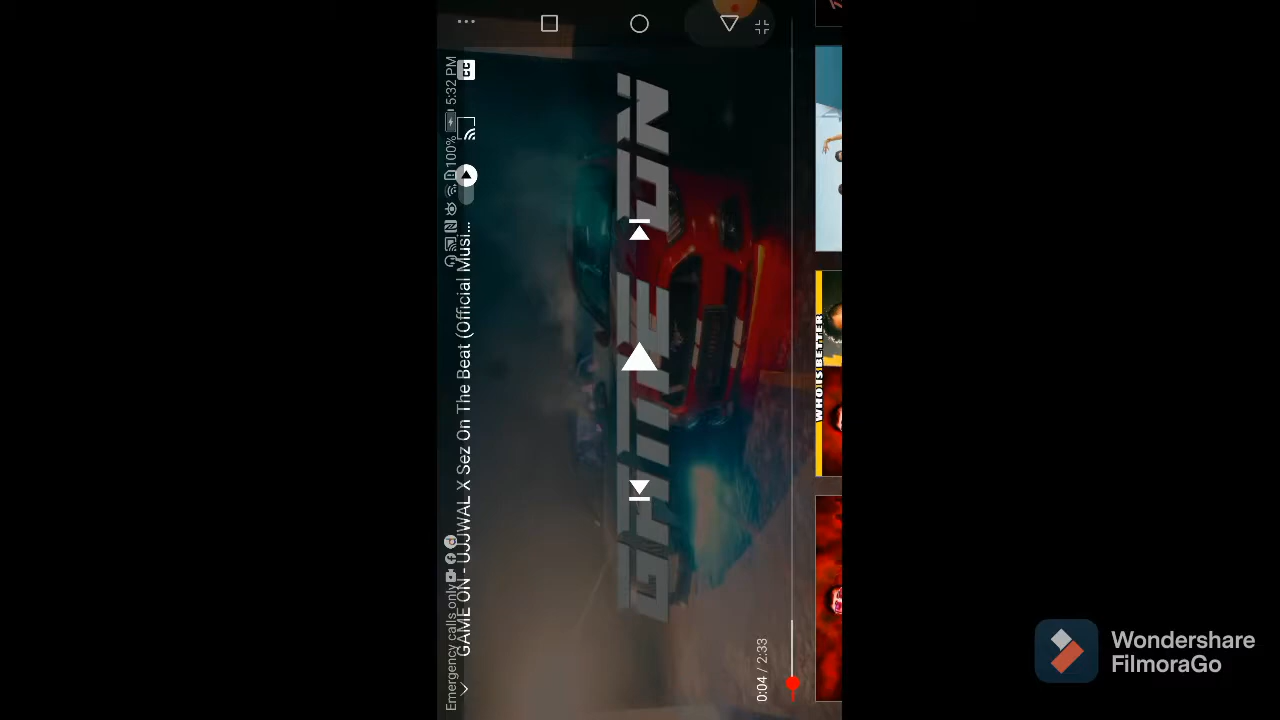 Emergency calls only
100% 5:32 PM
GAME ON - UJJWAL X Sez On The Beat (Official Musi...
CC
GAME ON
0:04 / 2:33
WHO IS BETTER
Wondershare
FilmoraGo